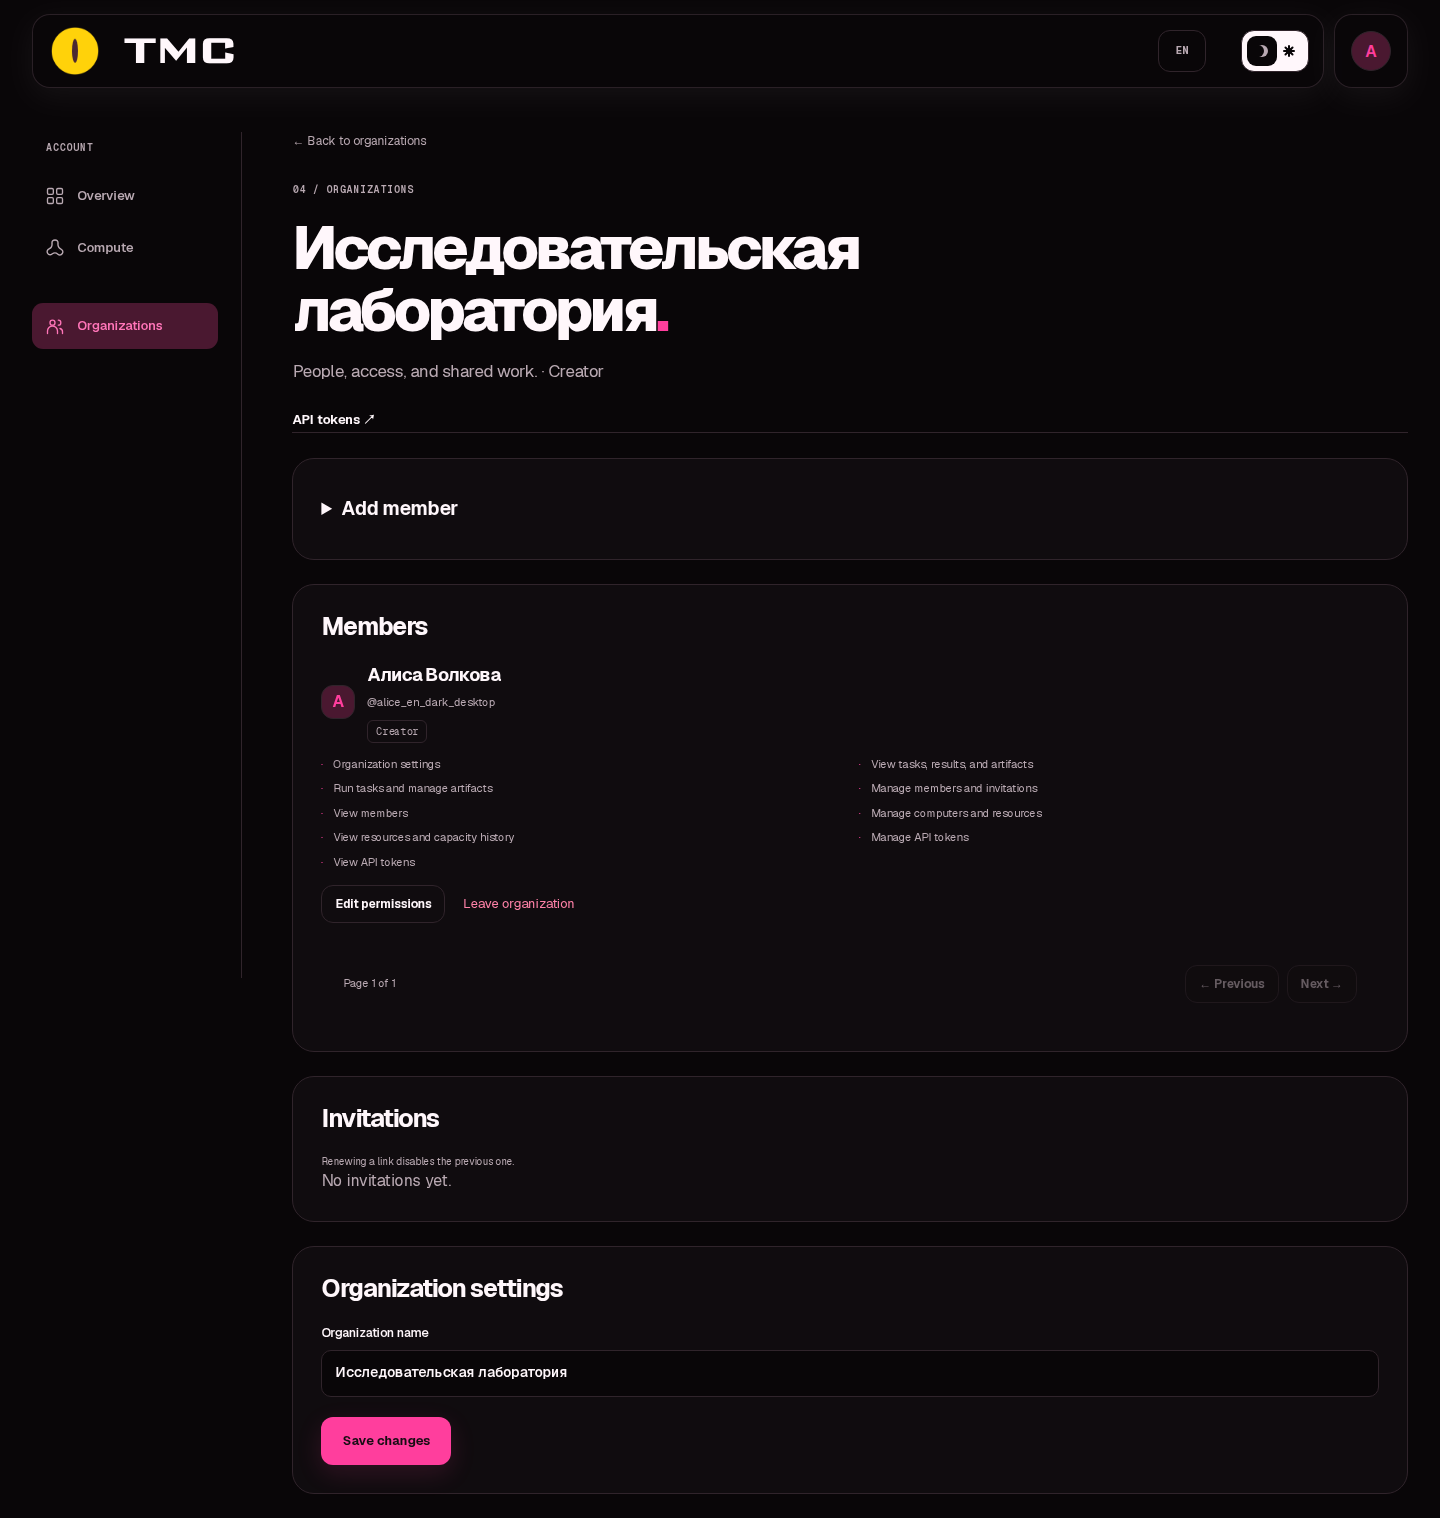 TMC
EN
A
ACCOUNT
Overview
Compute
Organizations
← Back to organizations
04 / ORGANIZATIONS
Исследовательская
лаборатория.
People, access, and shared work. · Creator
API tokens ↗
Add member
Members
Алиса Волкова
A
@alice_en_dark_desktop
Creator
· Organization settings
· View tasks, results, and artifacts
· Run tasks and manage artifacts
· Manage members and invitations
· View members
· Manage computers and resources
· View resources and capacity history
· Manage API tokens
· View API tokens
Edit permissions
Leave organization
Page 1 of 1
← Previous
Next →
Invitations
Renewing a link disables the previous one.
No invitations yet.
Organization settings
Organization name
Исследовательская лаборатория
Save changes